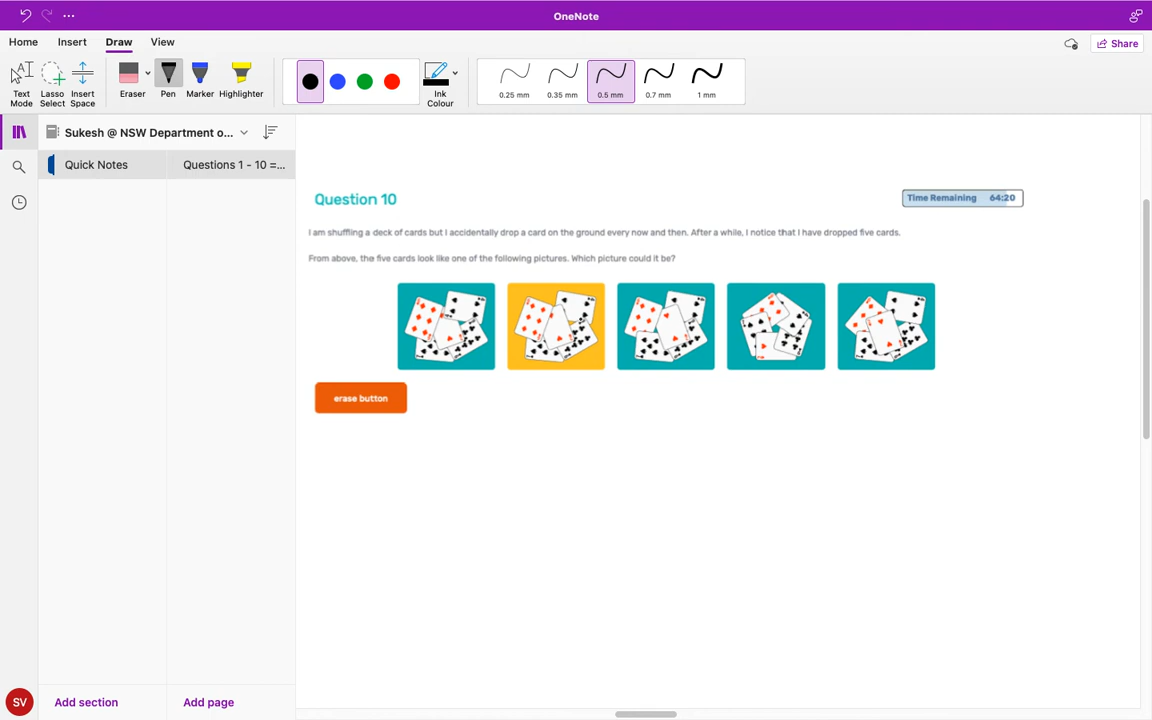 OneNote
Home Insert Draw View
Share
Text Mode
Lasso Select
Insert Space
Eraser
Pen
Marker
Highlighter
Ink Colour
0.25 mm
0.35 mm
0.5 mm
0.7 mm
1 mm
Sukesh @ NSW Department o...
Quick Notes
Questions 1 - 10 =...
Question 10
Time Remaining 64:20
I am shuffling a deck of cards but I accidentally drop a card on the ground every now and then. After a while, I notice that I have dropped five cards.
From above, the five cards look like one of the following pictures. Which picture could it be?
erase button
SV
Add section
Add page